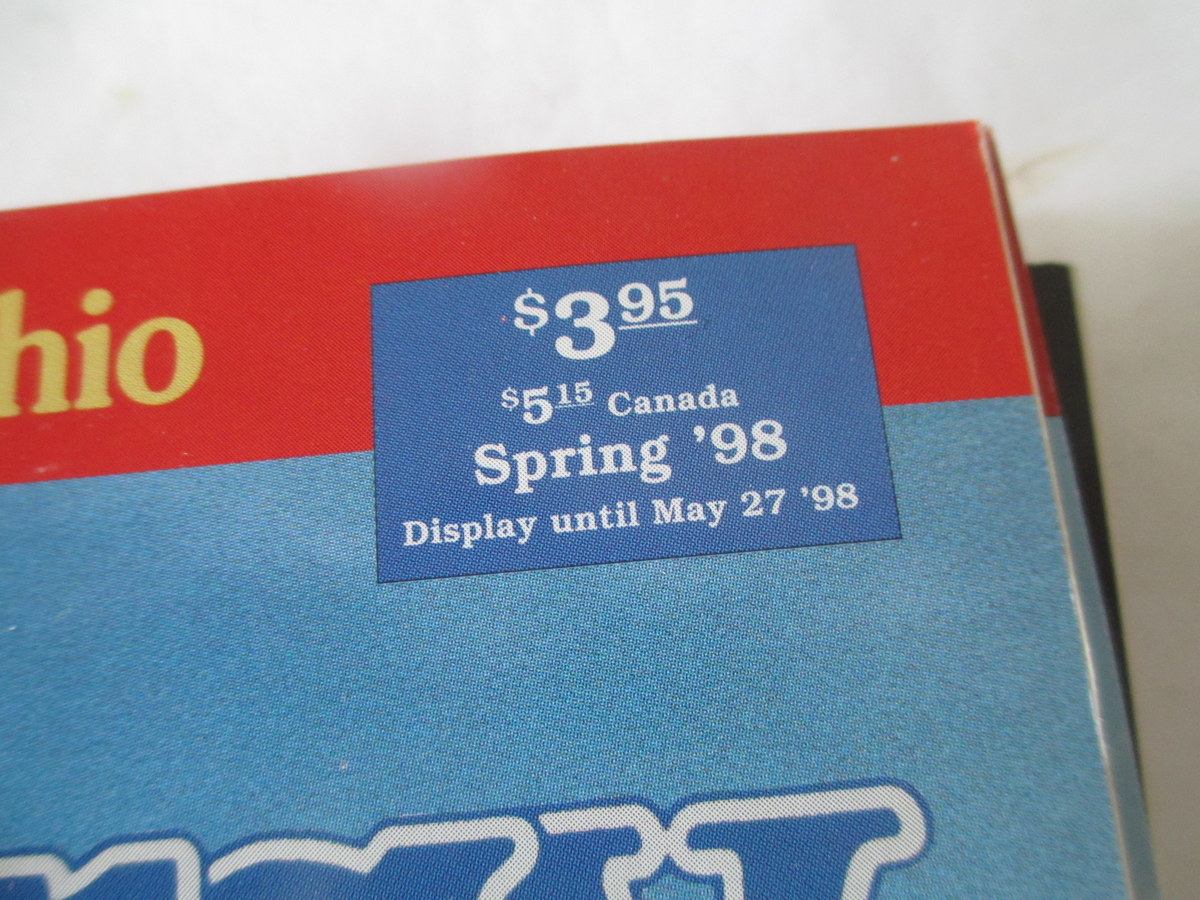 hio
$3.95
$5.15 Canada
Spring ’98
Display until May 27 ’98